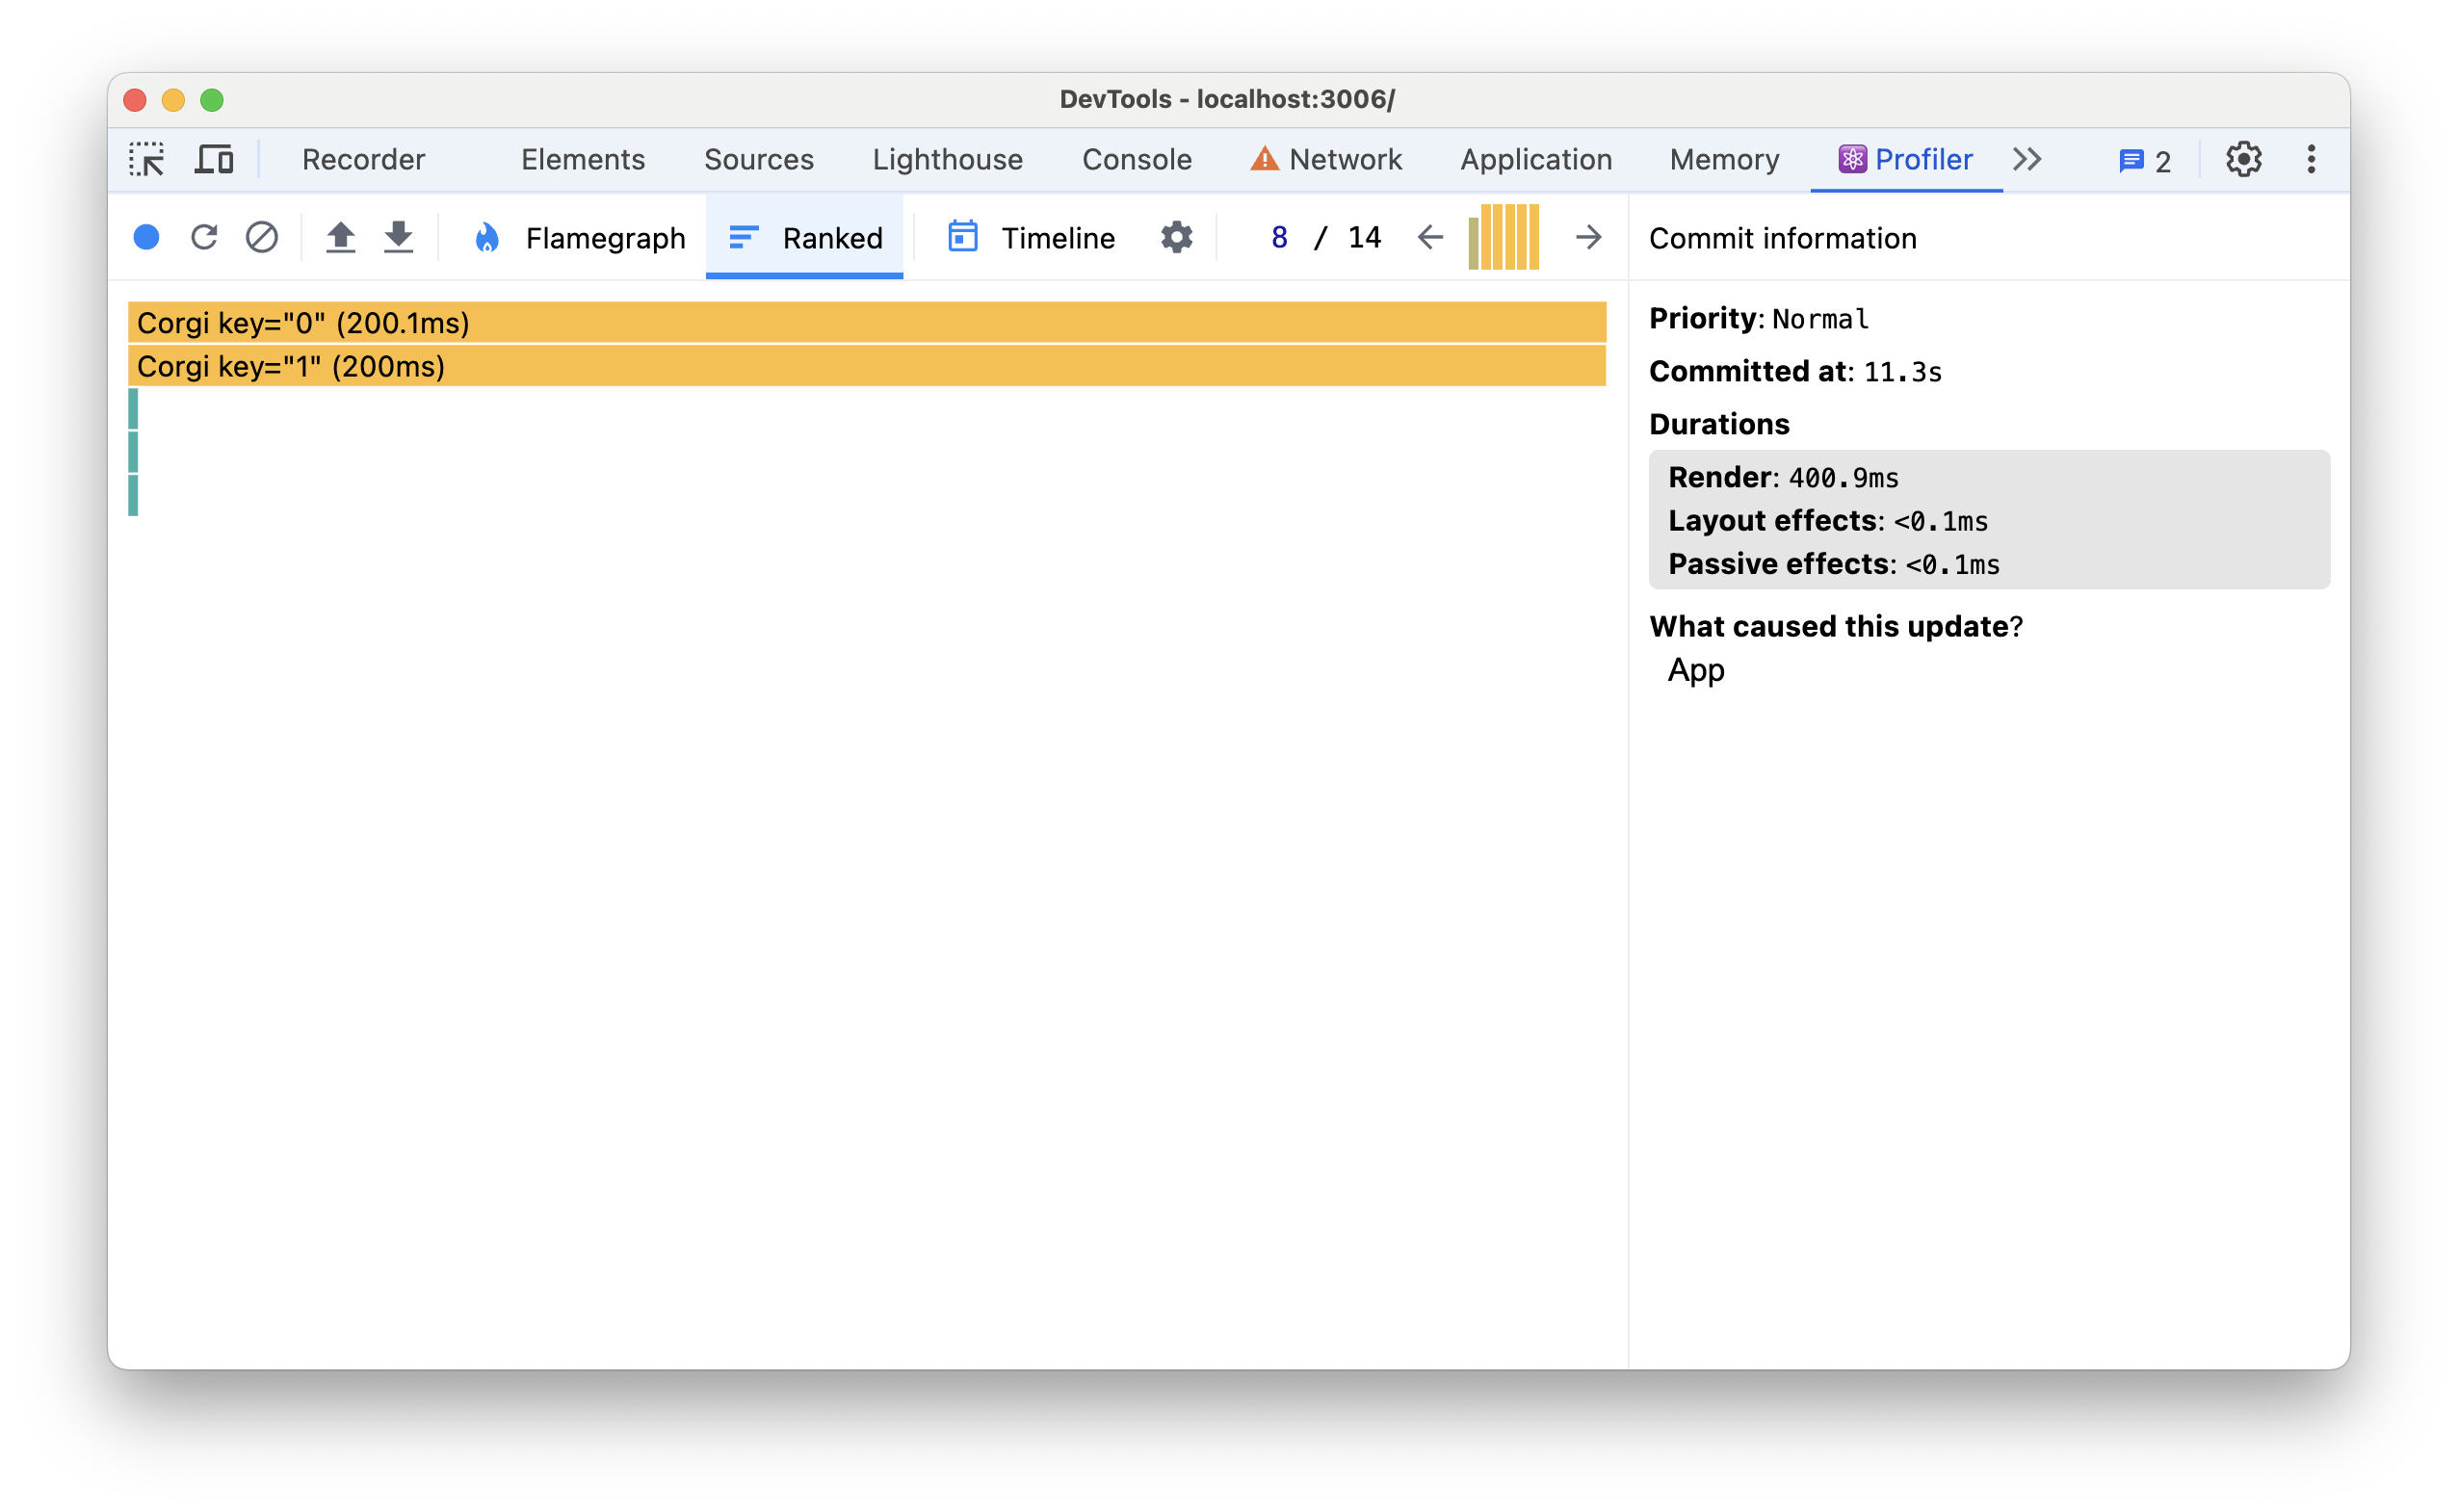 DevTools - localhost:3006/
Recorder Elements Sources Lighthouse Console Network Application Memory Profiler 2
Flamegraph Ranked Timeline 8 / 14
Corgi key="0" (200.1ms)
Corgi key="1" (200ms)
Commit information
Priority: Normal
Committed at: 11.3s
Durations
Render: 400.9ms
Layout effects: <0.1ms
Passive effects: <0.1ms
What caused this update?
App